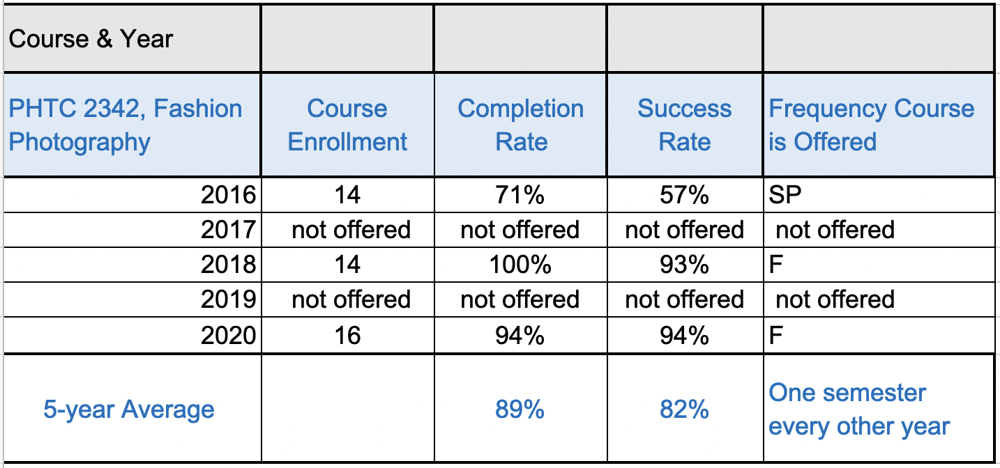 Course & Year
PHTC 2342, Fashion Photography Course Enrollment Completion Rate Success Rate Frequency Course is Offered
2016 14 71% 57% SP
2017 not offered not offered not offered not offered
2018 14 100% 93% F
2019 not offered not offered not offered not offered
2020 16 94% 94% F
5-year Average 89% 82% One semester every other year